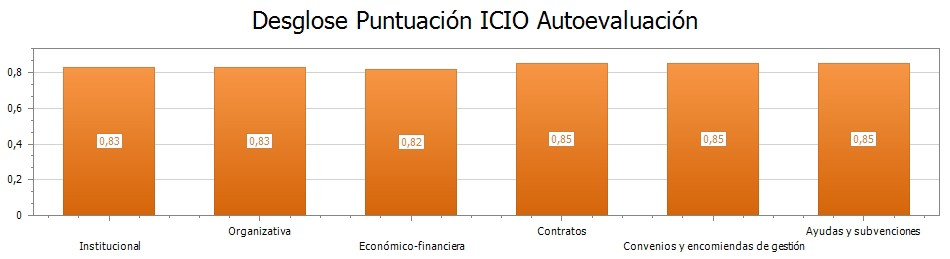 Desglose Puntuación ICIO Autoevaluación
0,8
0,6
0,4
0,2
0
0,83
0,83
0,82
0,85
0,85
0,85
Institucional
Organizativa
Económico-financiera
Contratos
Convenios y encomiendas de gestión
Ayudas y subvenciones